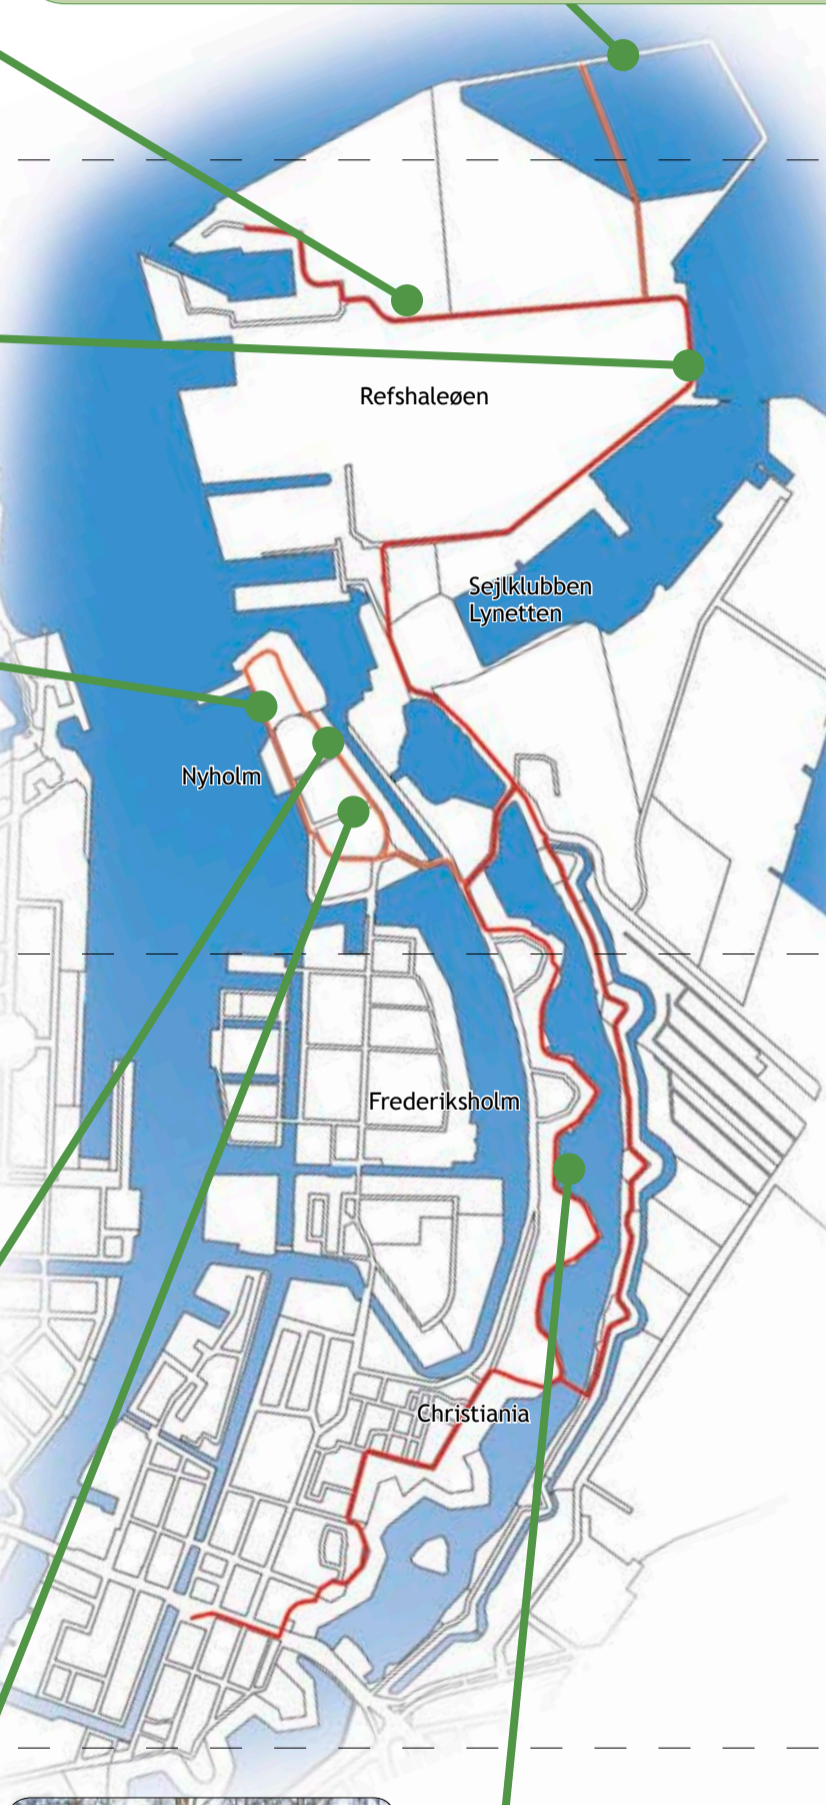 Refshaleøen
Sejlklubben
Lynetten
Nyholm
Frederiksholm
Christiania